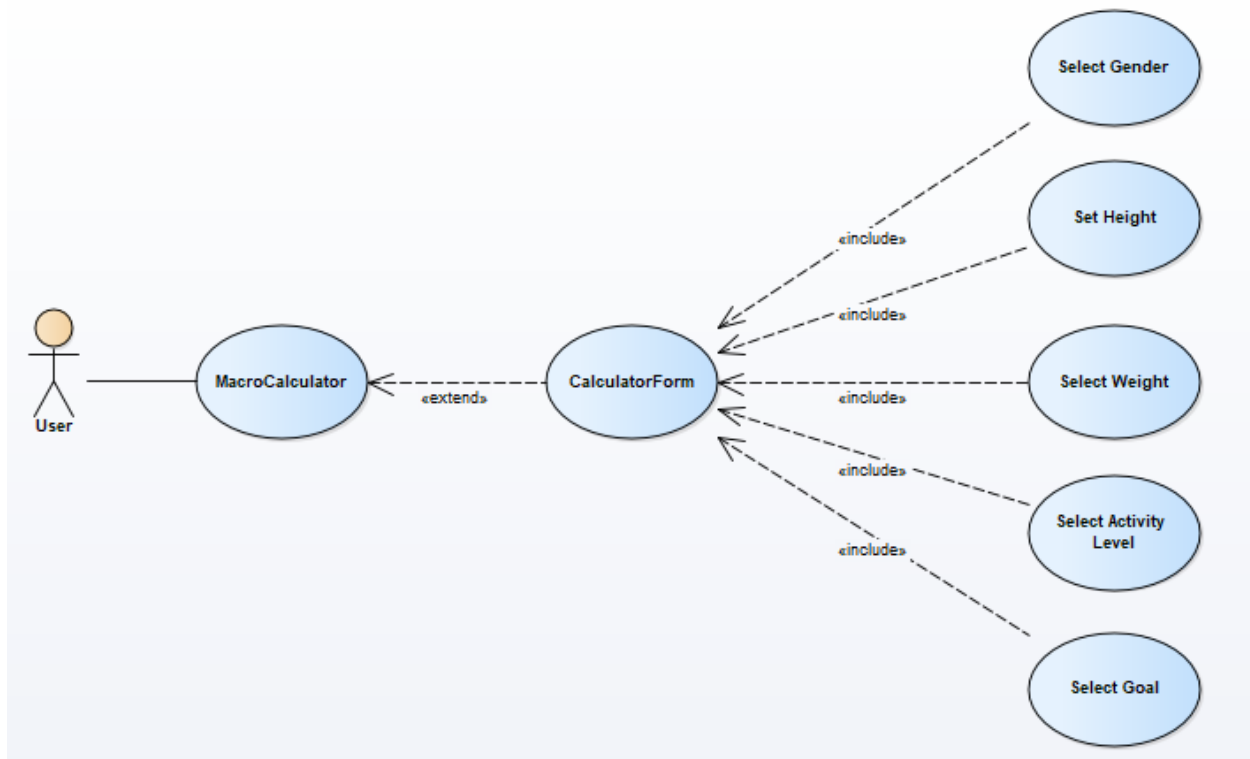 Select Gender
Set Height
«include»
«include»
User
MacroCalculator
«extend»
CalculatorForm
«include»
Select Weight
«include»
Select Activity
Level
«include»
Select Goal